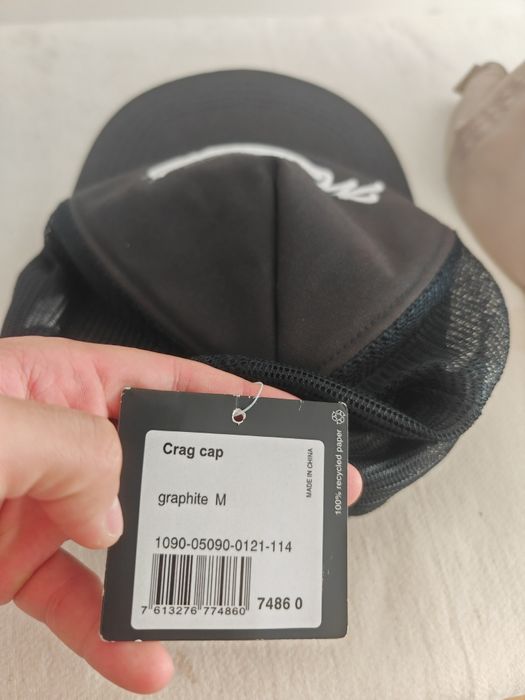 Crag cap
MADE IN CHINA
graphite M
1090-05090-0121-114
7 613276 774860
7486 0
100% recycled paper